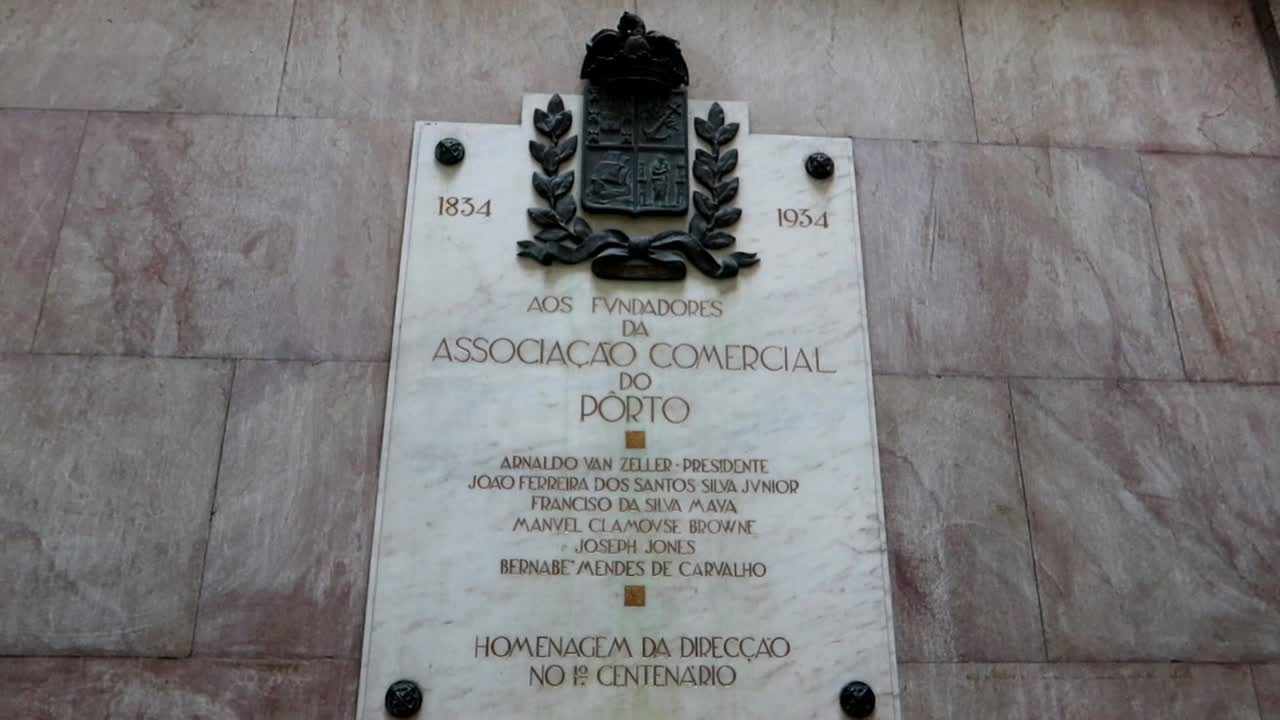 1834
1934
AOS FVNDADORES
DA
ASSOCIAÇÃO COMERCIAL
DO
PÔRTO
ARNALDO VAN ZELLER · PRESIDENTE
JOÃO FERREIRA DOS SANTOS SILVA JVNIOR
FRANCISO DA SILVA MAYA
MANVEL CLAMOVSE BROWNE
JOSEPH JONES
BERNABÉ MENDES DE CARVALHO
HOMENAGEM DA DIRECÇÃO
NO 1º CENTENÁRIO